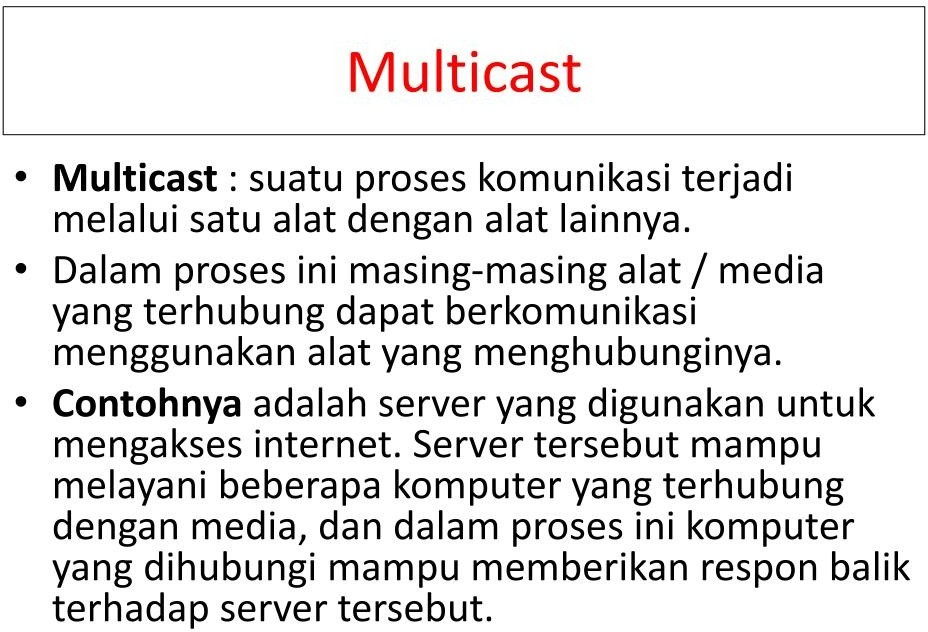 Multicast
• Multicast : suatu proses komunikasi terjadi
melalui satu alat dengan alat lainnya.
• Dalam proses ini masing-masing alat / media
yang terhubung dapat berkomunikasi
menggunakan alat yang menghubunginya.
• Contohnya adalah server yang digunakan untuk
mengakses internet. Server tersebut mampu
melayani beberapa komputer yang terhubung
dengan media, dan dalam proses ini komputer
yang dihubungi mampu memberikan respon balik
terhadap server tersebut.